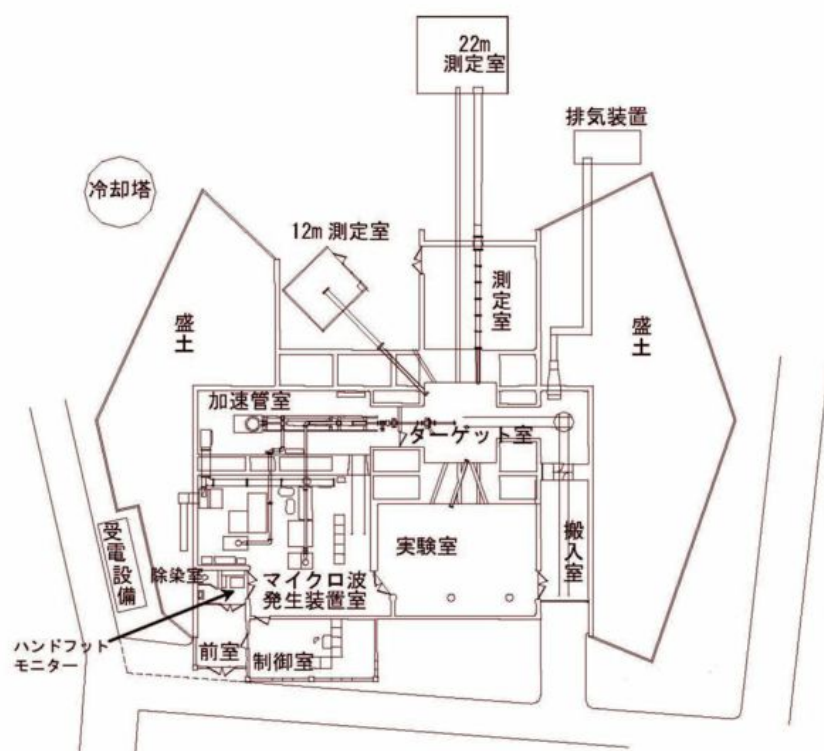 22m
測定室
排気装置
冷却塔
12m 測定室
測定室
盛土
盛土
加速管室
ターゲット室
受電設備
実験室
搬入室
除染室
マイクロ波
発生装置室
ハンドフット
モニター
前室
制御室